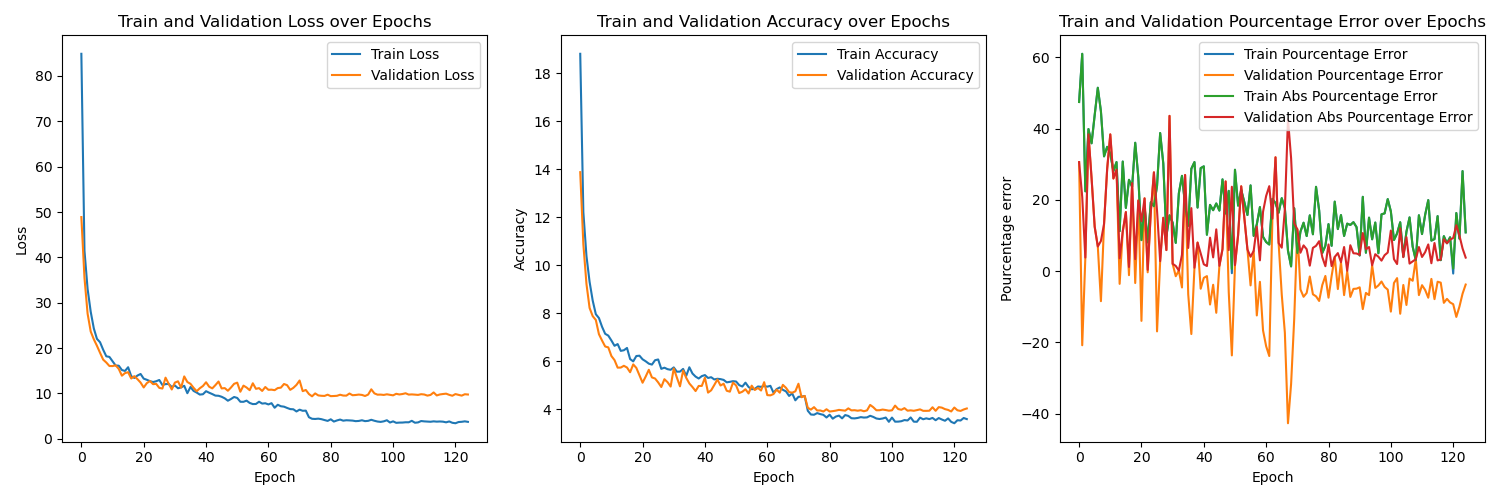 Train and Validation Loss over Epochs
Train Loss
Validation Loss
Loss
80
70
60
50
40
30
20
10
0
0 20 40 60 80 100 120
Epoch
Train and Validation Accuracy over Epochs
Train Accuracy
Validation Accuracy
Accuracy
18
16
14
12
10
8
6
4
0 20 40 60 80 100 120
Epoch
Train and Validation Pourcentage Error over Epochs
Train Pourcentage Error
Validation Pourcentage Error
Train Abs Pourcentage Error
Validation Abs Pourcentage Error
Pourcentage error
60
40
20
0
−20
−40
0 20 40 60 80 100 120
Epoch